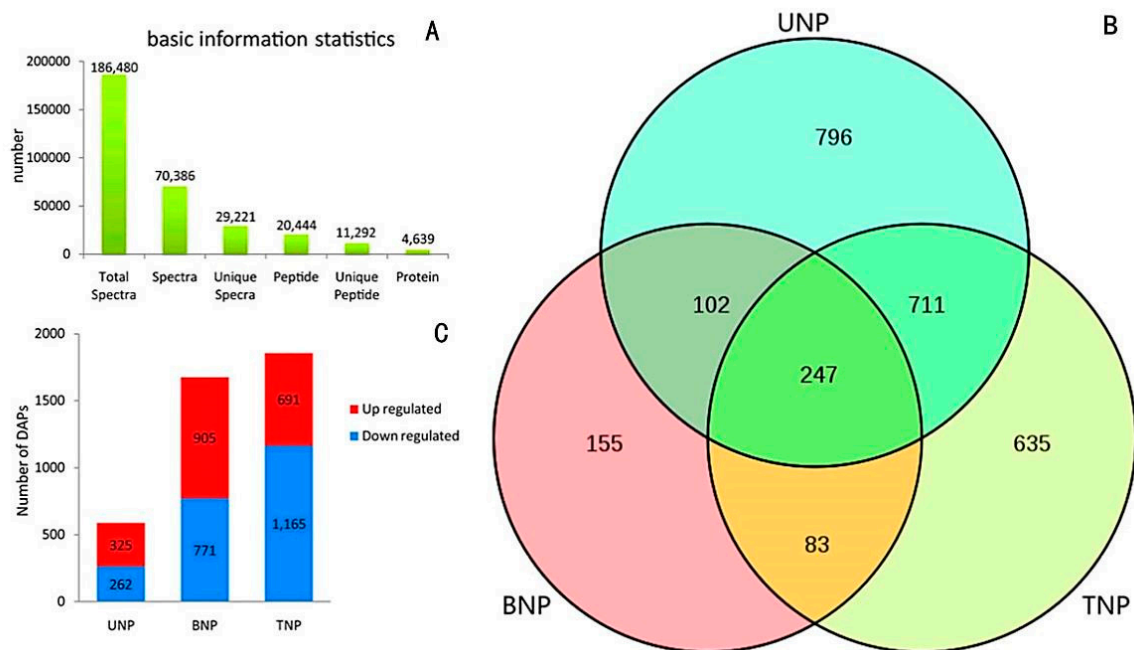 A
basic information statistics
200000
150000
100000
50000
0
number
186,480
70,386
29,221
20,444
11,292
4,639
Total
Spectra
Spectra
Unique
Specra
Peptide
Unique
Peptide
Protein
C
2000
1500
1000
500
0
Number of DAPs
325
262
905
771
691
1,165
UNP
BNP
TNP
Up regulated
Down regulated
B
UNP
796
102
711
247
155
635
83
BNP
TNP